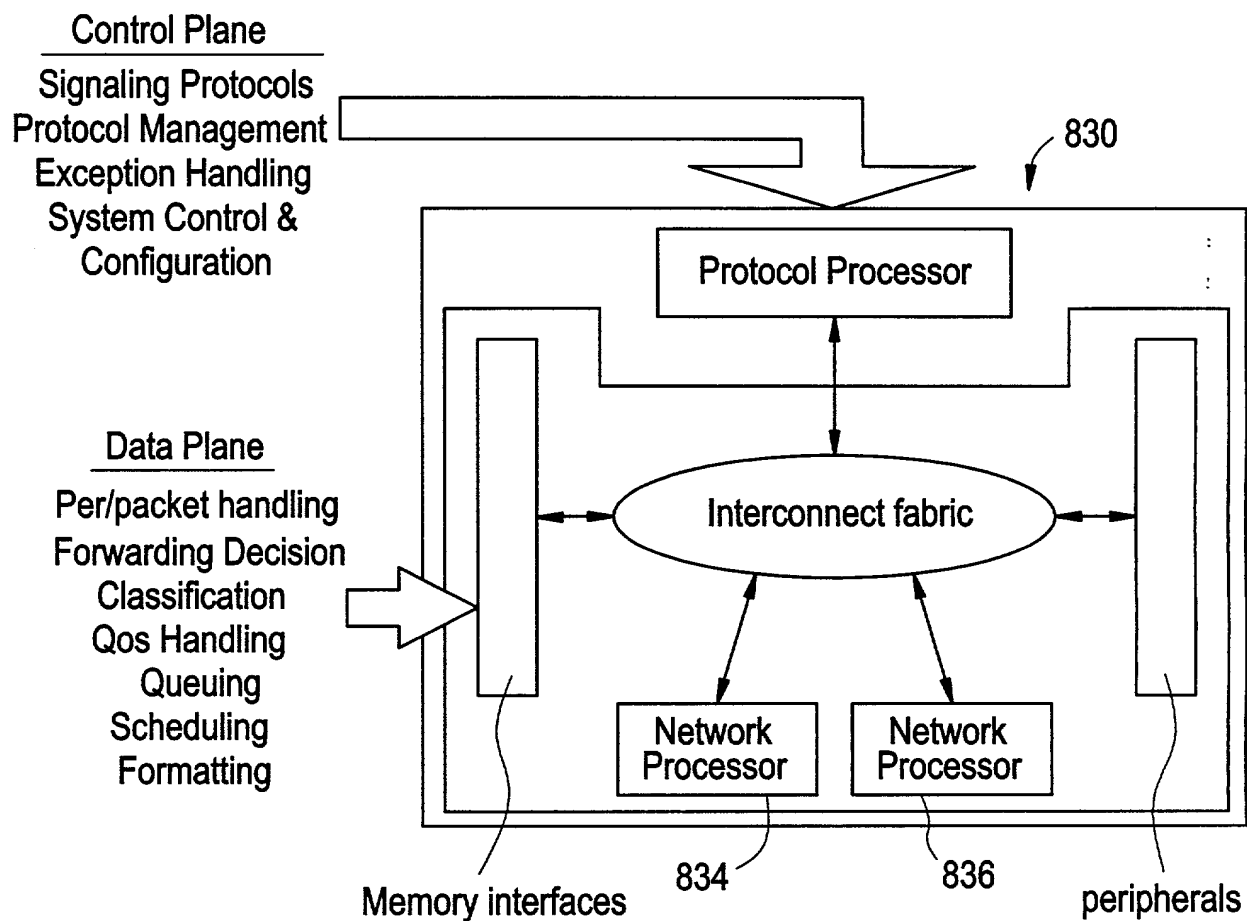 Control Plane
Signaling Protocols
Protocol Management
Exception Handling
System Control &
Configuration
830
Protocol Processor
Data Plane
Per/packet handling
Forwarding Decision
Classification
Qos Handling
Queuing
Scheduling
Formatting
Interconnect fabric
Network
Processor
Network
Processor
834
836
Memory interfaces
peripherals